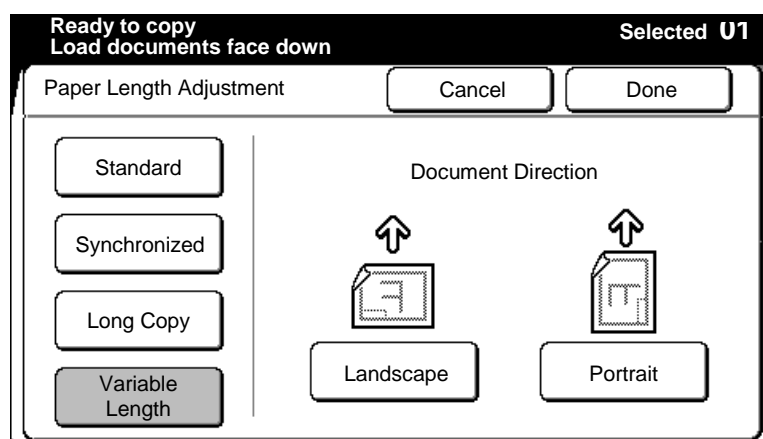 Ready to copy
Load documents face down
Selected 01
Paper Length Adjustment
Cancel
Done
Standard
Synchronized
Long Copy
Variable
Length
Document Direction
Landscape
Portrait